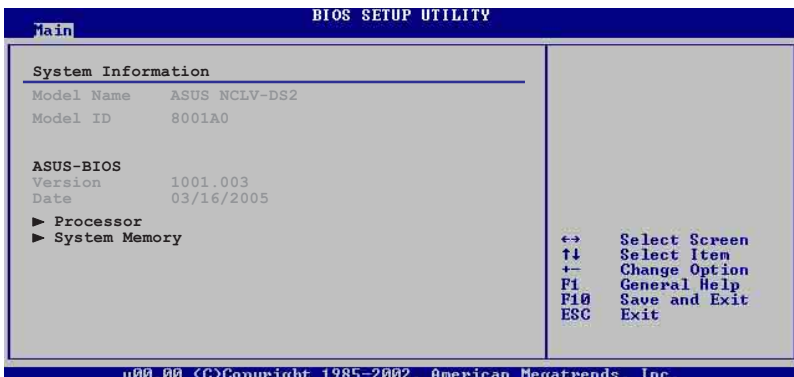 BIOS SETUP UTILITY
Main
System Information
Model Name ASUS NCLV-DS2
Model ID 8001A0
ASUS-BIOS
Version 1001.003
Date 03/16/2005
► Processor
► System Memory
↔ Select Screen
↑↓ Select Item
+- Change Option
F1 General Help
F10 Save and Exit
ESC Exit
v00.00 (C)Copyright 1985-2002, American Megatrends, Inc.